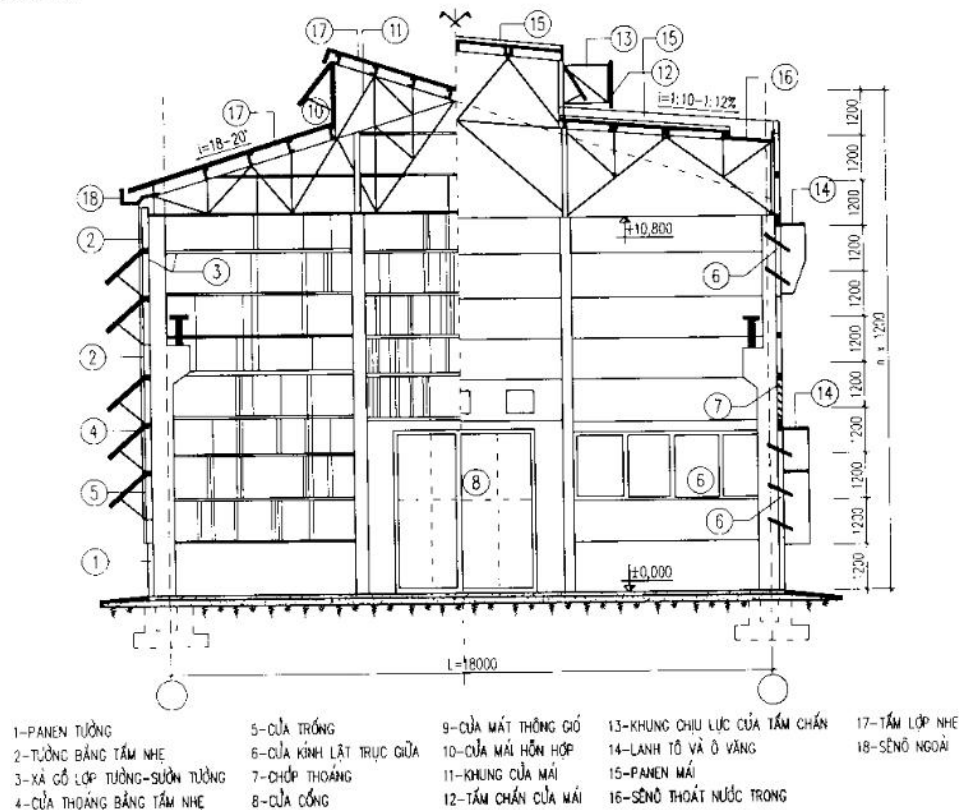 17
11
15
13
15
12
16
i=1:10-1:12%
10
17
i=18-20°
18
14
2
+10,800
3
6
2
7
14
4
8
6
5
6
1
±0,000
1200
1200
1200
1200
1200
1200
1200
1200
1200
1200
1200
n x 1200
L=18000
1-PANEN TƯỜNG
2-TƯỜNG BẰNG TẤM NHẸ
3-XÀ GỒ LỢP TƯỜNG-SƯỜN TƯỜNG
4-CỬA THOÁNG BẰNG TẤM NHẸ
5-CỬA TRỐNG
6-CỬA KÍNH LẬT TRỤC GIỮA
7-CHỚP THOÁNG
8-CỬA CỔNG
9-CỬA MÁT THÔNG GIÓ
10-CỬA MÁI HỖN HỢP
11-KHUNG CỬA MÁI
12-TẤM CHẮN CỬA MÁI
13-KHUNG CHỊU LỰC CỦA TẤM CHẮN
14-LANH TÔ VÀ Ô VĂNG
15-PANEN MÁI
16-SÊNÔ THOÁT NƯỚC TRONG
17-TẤM LỢP NHẸ
18-SÊNÔ NGOÀI